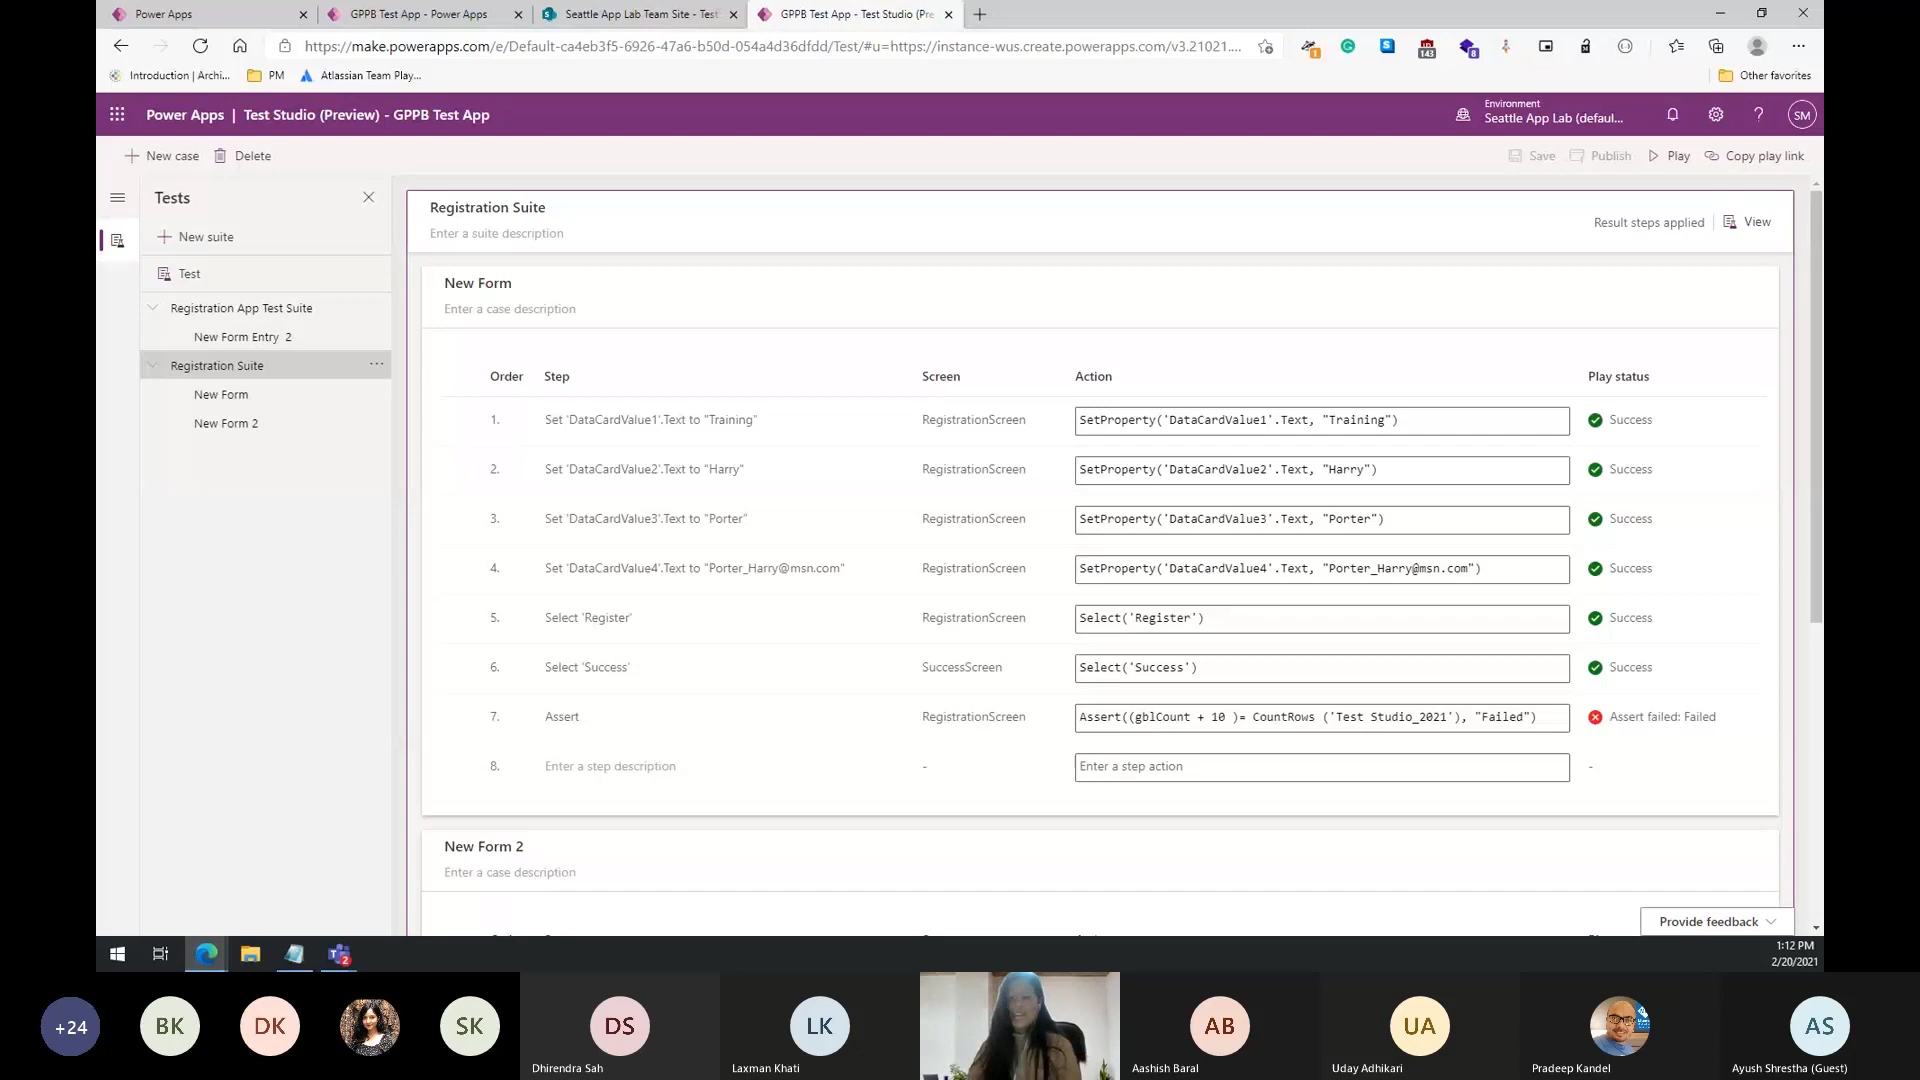 Power Apps
GPPB Test App - Power Apps
Seattle App Lab Team Site - Test
GPPB Test App - Test Studio (Pre
https://make.powerapps.com/e/Default-ca4eb3f5-6926-47a6-b50d-054a4d36dfdd/Test/#u=https://instance-wus.create.powerapps.com/v3.21021....
1
143
8
Introduction | Archi...
PM
Atlassian Team Play...
Other favorites
Power Apps | Test Studio (Preview) - GPPB Test App
Environment
Seattle App Lab (defaul...
?
SM
New case
Delete
Save
Publish
Play
Copy play link
Tests
New suite
Test
Registration App Test Suite
New Form Entry 2
Registration Suite
New Form
New Form 2
Registration Suite
Enter a suite description
Result steps applied
View
New Form
Enter a case description
Order Step Screen Action Play status
1. Set 'DataCardValue1'.Text to "Training" RegistrationScreen SetProperty('DataCardValue1'.Text, "Training") Success
2. Set 'DataCardValue2'.Text to "Harry" RegistrationScreen SetProperty('DataCardValue2'.Text, "Harry") Success
3. Set 'DataCardValue3'.Text to "Porter" RegistrationScreen SetProperty('DataCardValue3'.Text, "Porter") Success
4. Set 'DataCardValue4'.Text to "Porter_Harry@msn.com" RegistrationScreen SetProperty('DataCardValue4'.Text, "Porter_Harry@msn.com") Success
5. Select 'Register' RegistrationScreen Select('Register') Success
6. Select 'Success' SuccessScreen Select('Success') Success
7. Assert RegistrationScreen Assert((gblCount + 10 )= CountRows ('Test Studio_2021'), "Failed") Assert failed: Failed
8. Enter a step description - Enter a step action -
New Form 2
Enter a case description
Provide feedback
2
1:12 PM
2/20/2021
+24
BK
DK
SK
DS
Dhirendra Sah
LK
Laxman Khati
AB
Aashish Baral
UA
Uday Adhikari
Pradeep Kandel
AS
Ayush Shrestha (Guest)